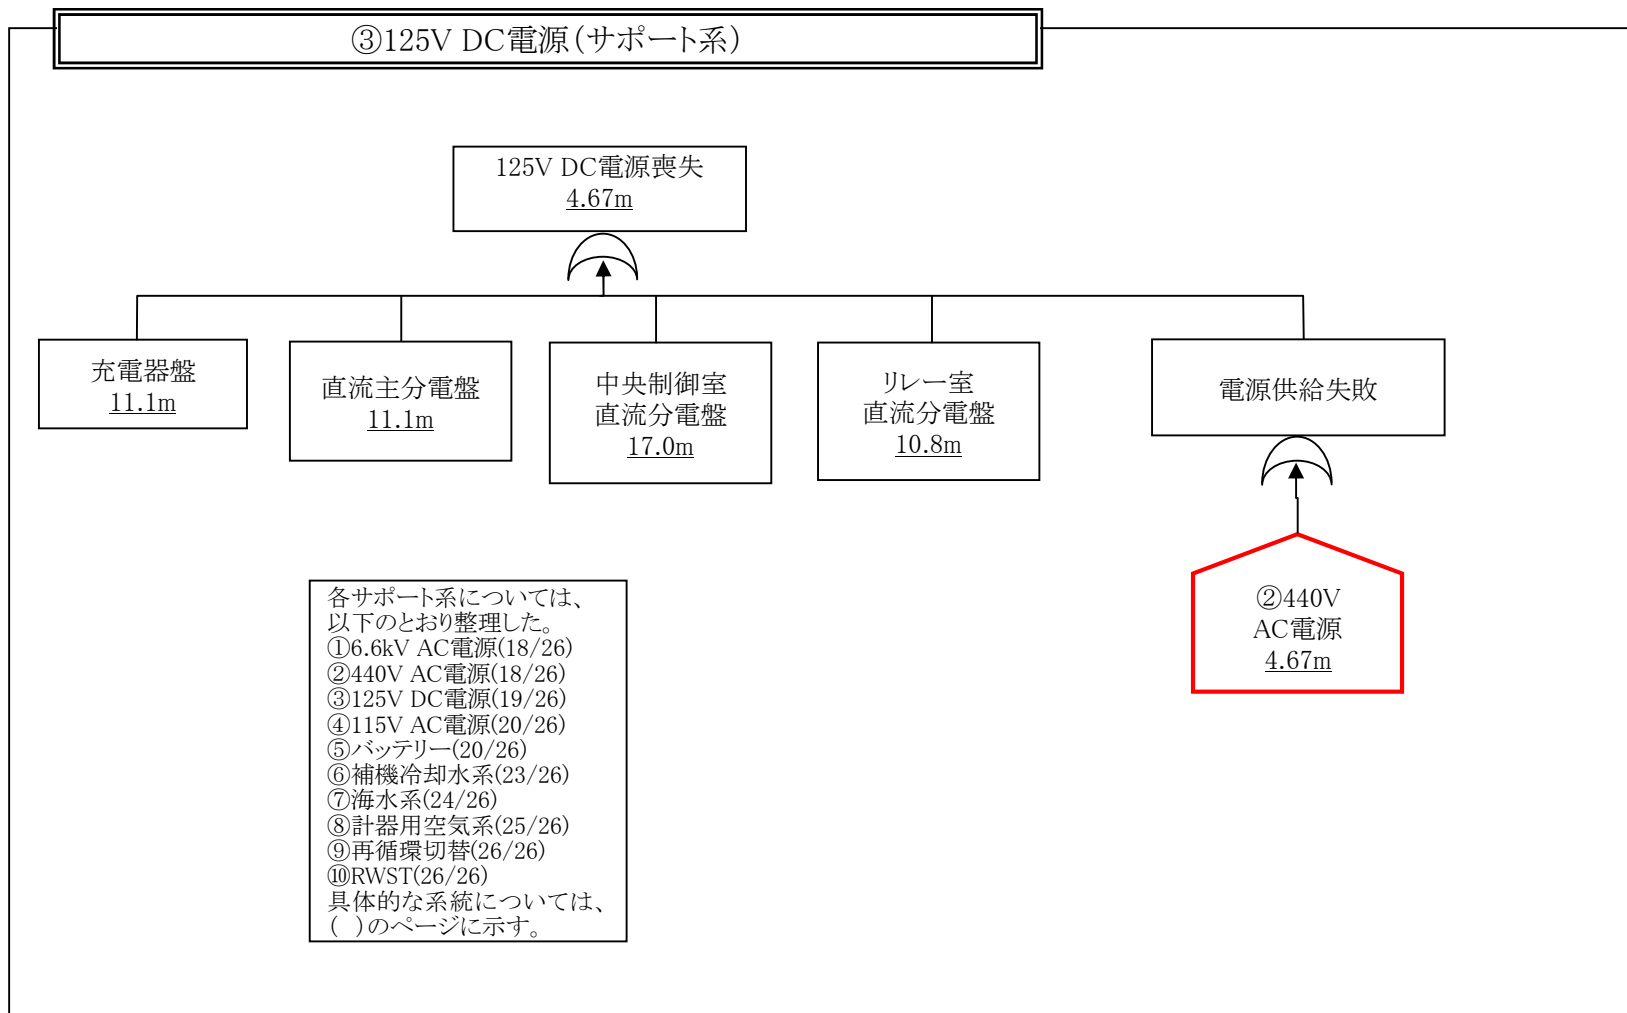 ③125V DC電源(サポート系)
125V DC電源喪失
4.67m
充電器盤
11.1m
直流主分電盤
11.1m
中央制御室
直流分電盤
17.0m
リレー室
直流分電盤
10.8m
電源供給失敗
②440V
AC電源
4.67m
各サポート系については、
以下のとおり整理した。
①6.6kV AC電源(18/26)
②440V AC電源(18/26)
③125V DC電源(19/26)
④115V AC電源(20/26)
⑤バッテリー(20/26)
⑥補機冷却水系(23/26)
⑦海水系(24/26)
⑧計器用空気系(25/26)
⑨再循環切替(26/26)
⑩RWST(26/26)
具体的な系統については、
( )のページに示す。